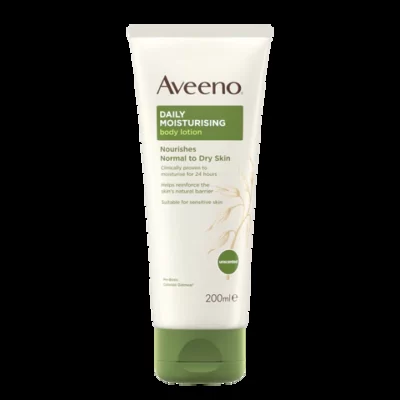 Aveeno.
DAILY
MOISTURISING
body lotion
Nourishes
Normal to Dry Skin
Clinically proven to
moisturise for 24 hours
Helps reinforce the
skin's natural barrier
Suitable for sensitive skin
200ml e